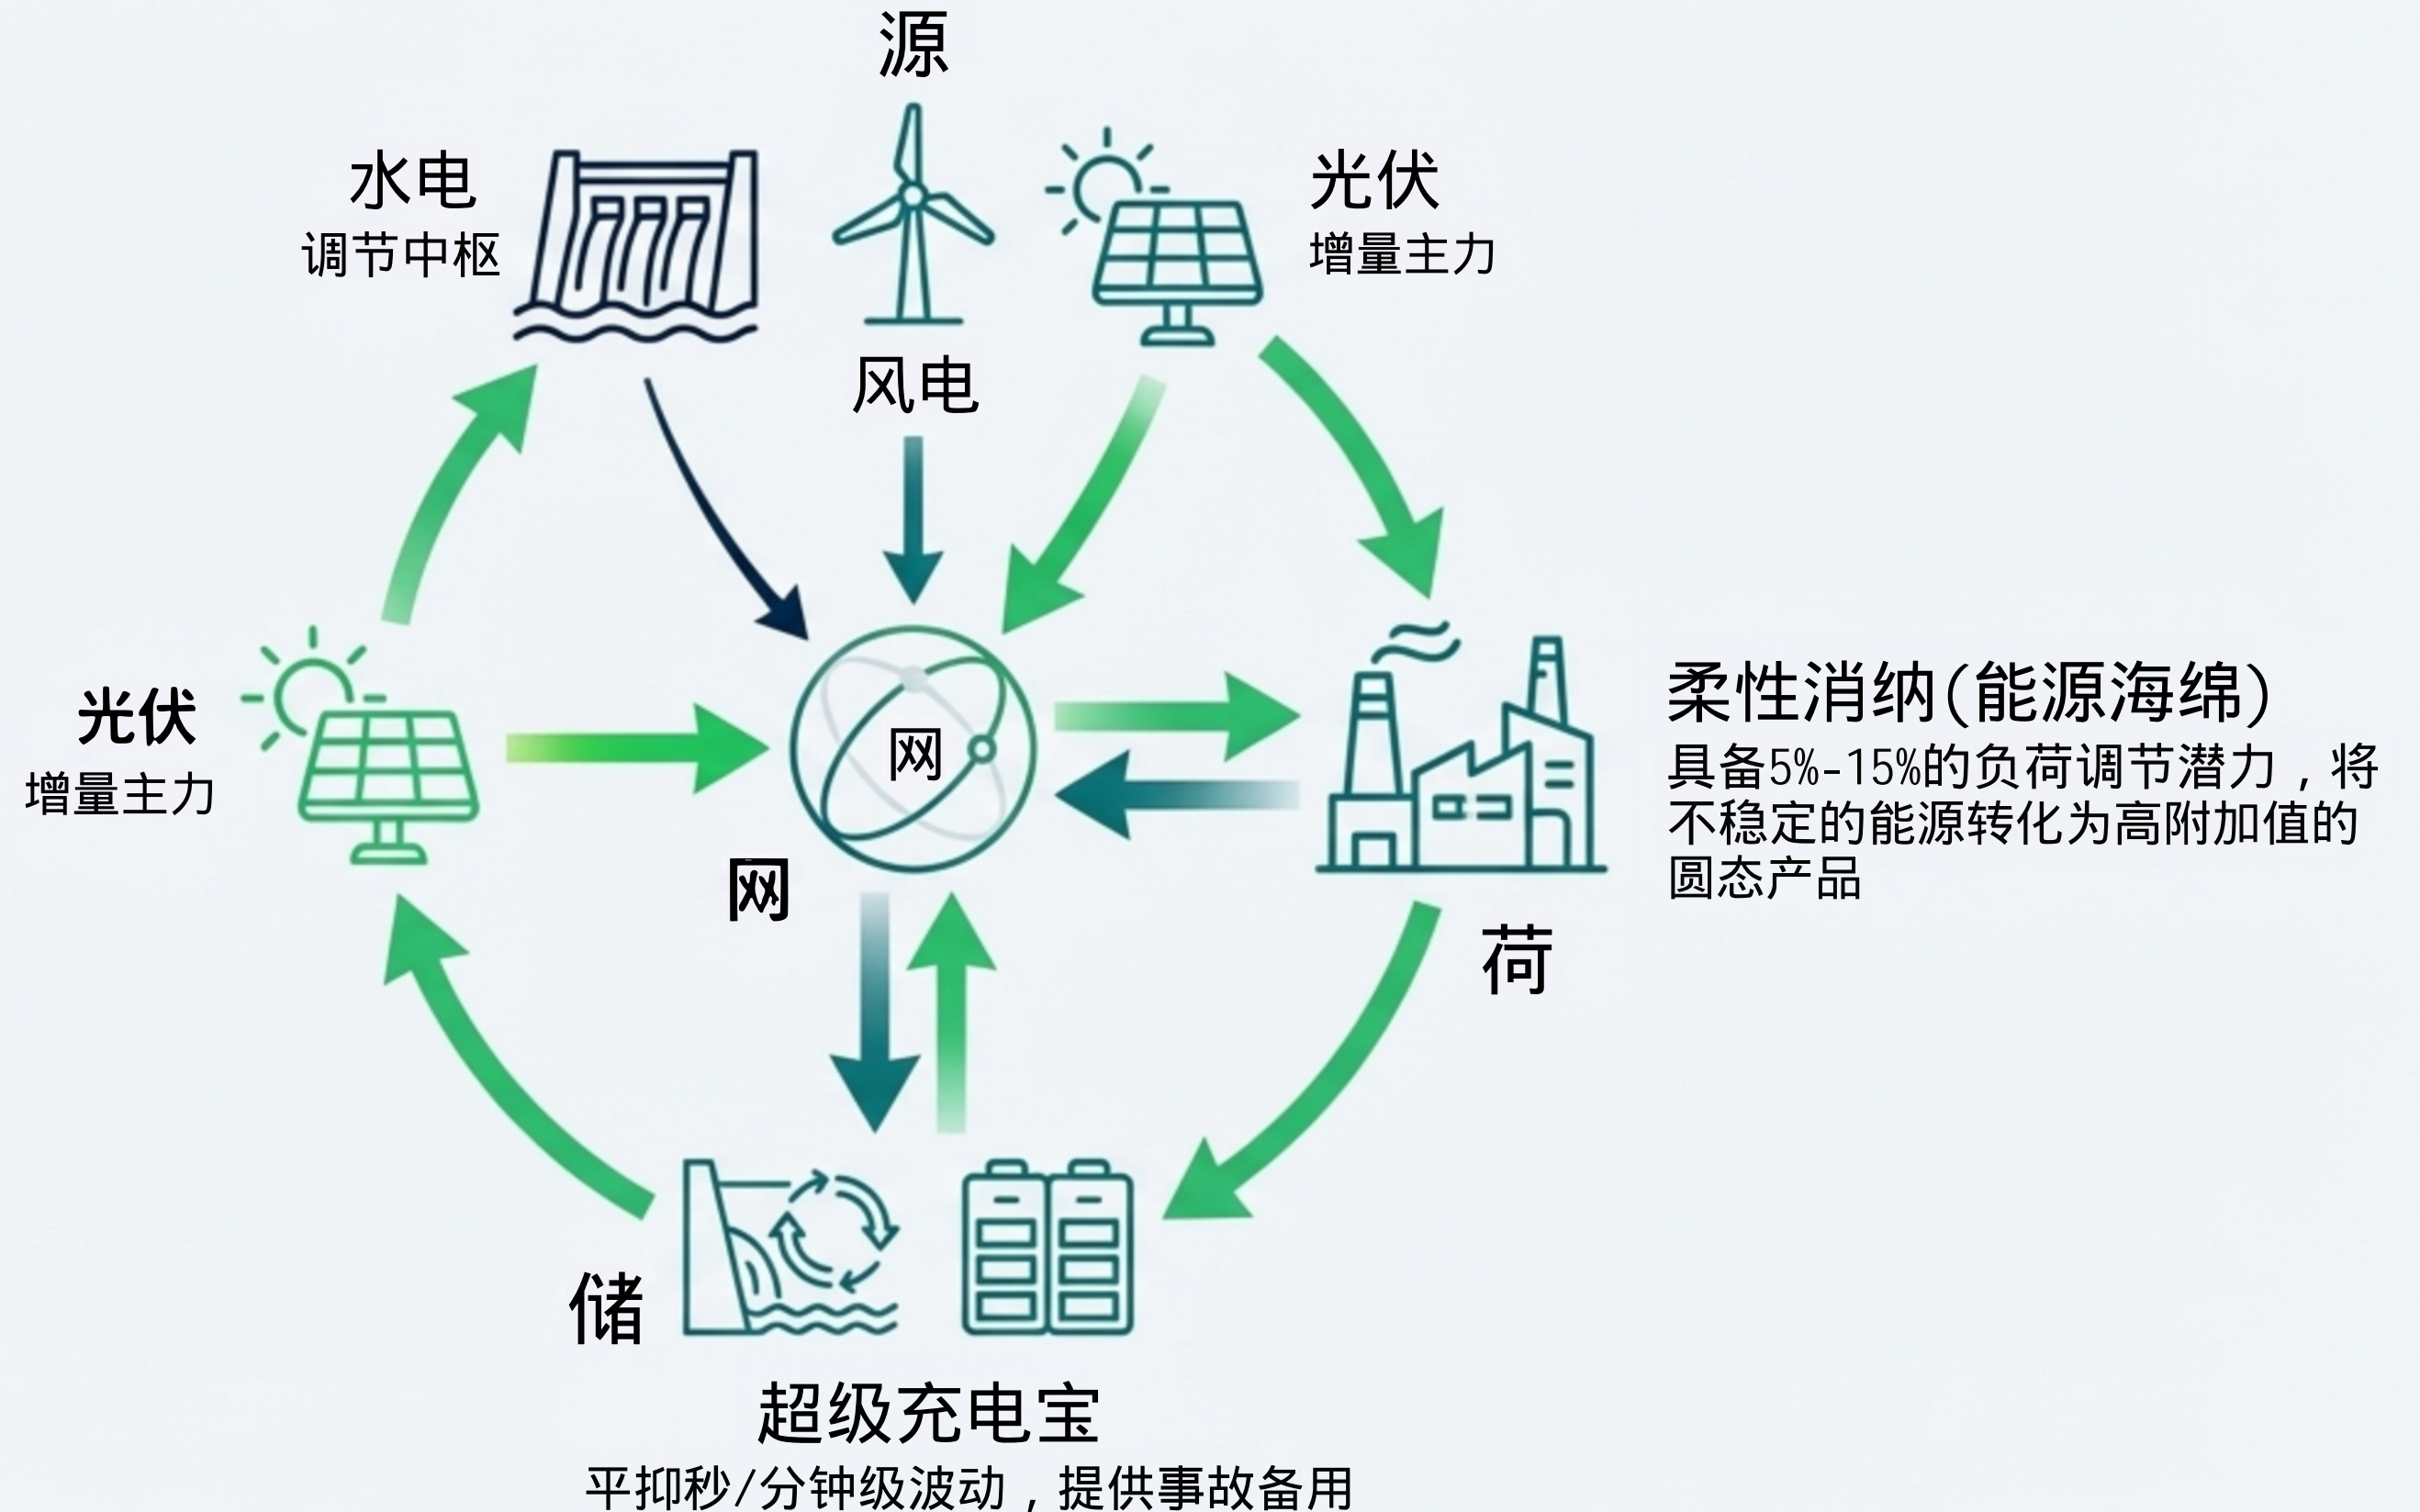 源
水电
调节中枢
光伏
增量主力
风电
光伏
增量主力
网
网
柔性消纳(能源海绵)
具备5%-15%的负荷调节潜力，将
不稳定的能源转化为高附加值的
圆态产品
荷
储
超级充电宝
平抑秒/分钟级波动，提供事故备用